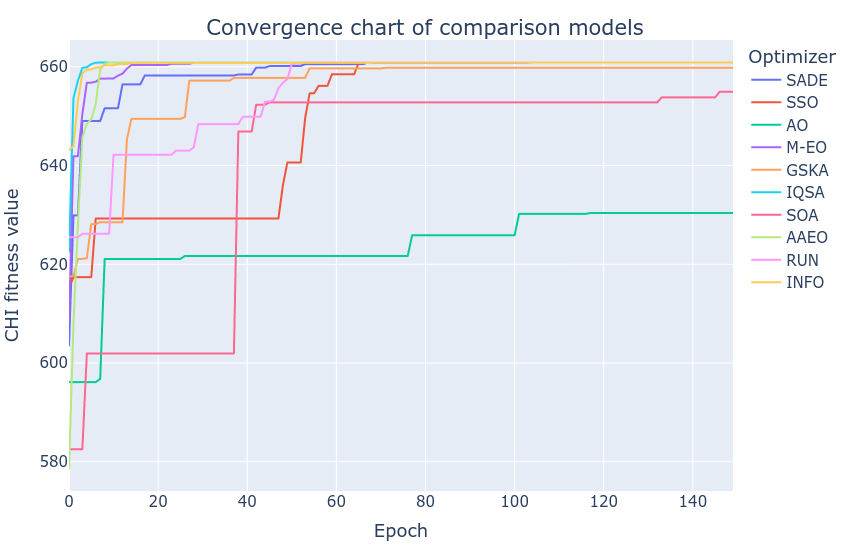 Convergence chart of comparison models
CHI fitness value
660
640
620
600
580
0 20 40 60 80 100 120 140
Epoch
Optimizer
SADE
SSO
AO
M-EO
GSKA
IQSA
SOA
AAEO
RUN
INFO